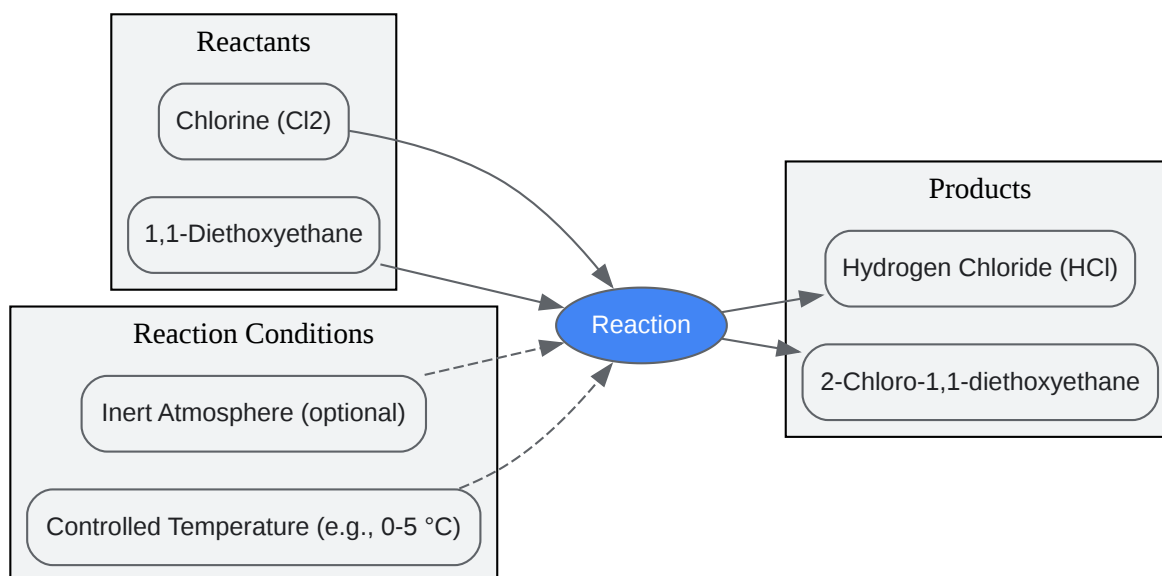 Reactants
Chlorine (Cl2)
1,1-Diethoxyethane
Reaction Conditions
Inert Atmosphere (optional)
Controlled Temperature (e.g., 0-5 °C)
Reaction
Products
Hydrogen Chloride (HCl)
2-Chloro-1,1-diethoxyethane